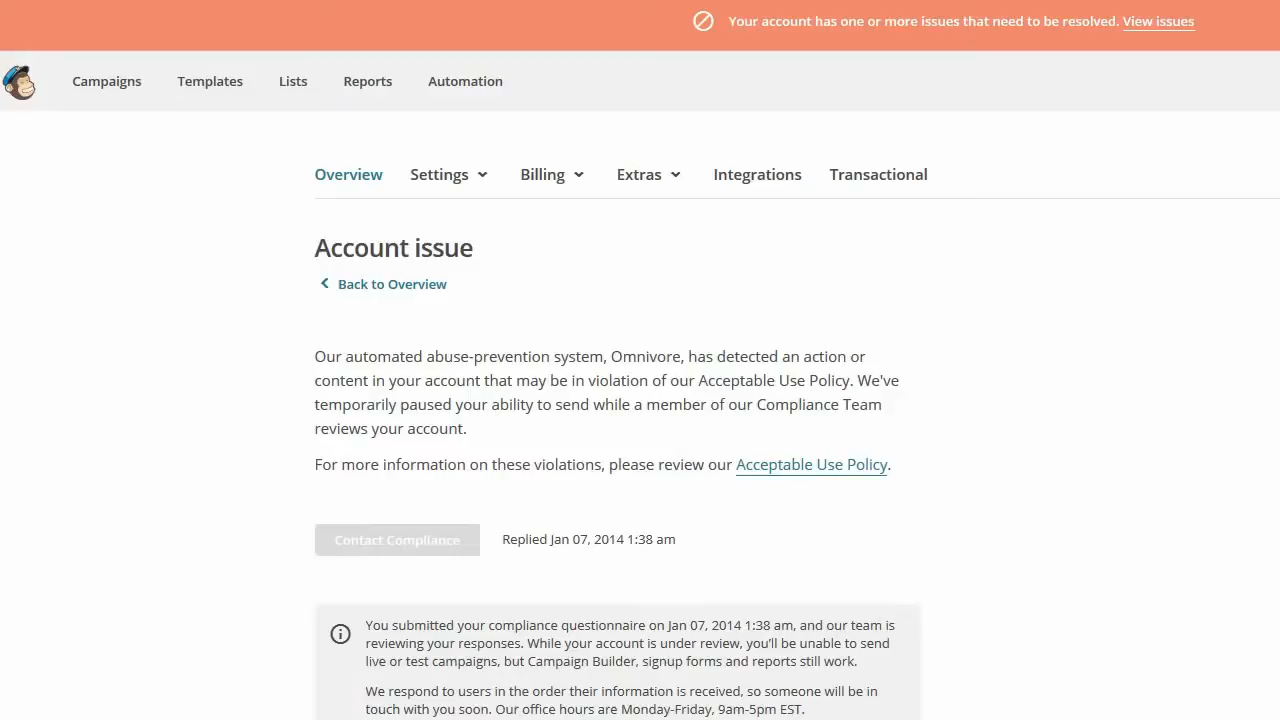 Your account has one or more issues that need to be resolved. View issues
Campaigns Templates Lists Reports Automation
Overview Settings Billing Extras Integrations Transactional
Account issue
Back to Overview
Our automated abuse-prevention system, Omnivore, has detected an action or
content in your account that may be in violation of our Acceptable Use Policy. We've
temporarily paused your ability to send while a member of our Compliance Team
reviews your account.
For more information on these violations, please review our Acceptable Use Policy.
Contact Compliance Replied Jan 07, 2014 1:38 am
You submitted your compliance questionnaire on Jan 07, 2014 1:38 am, and our team is
reviewing your responses. While your account is under review, you'll be unable to send
live or test campaigns, but Campaign Builder, signup forms and reports still work.
We respond to users in the order their information is received, so someone will be in
touch with you soon. Our office hours are Monday-Friday, 9am-5pm EST.